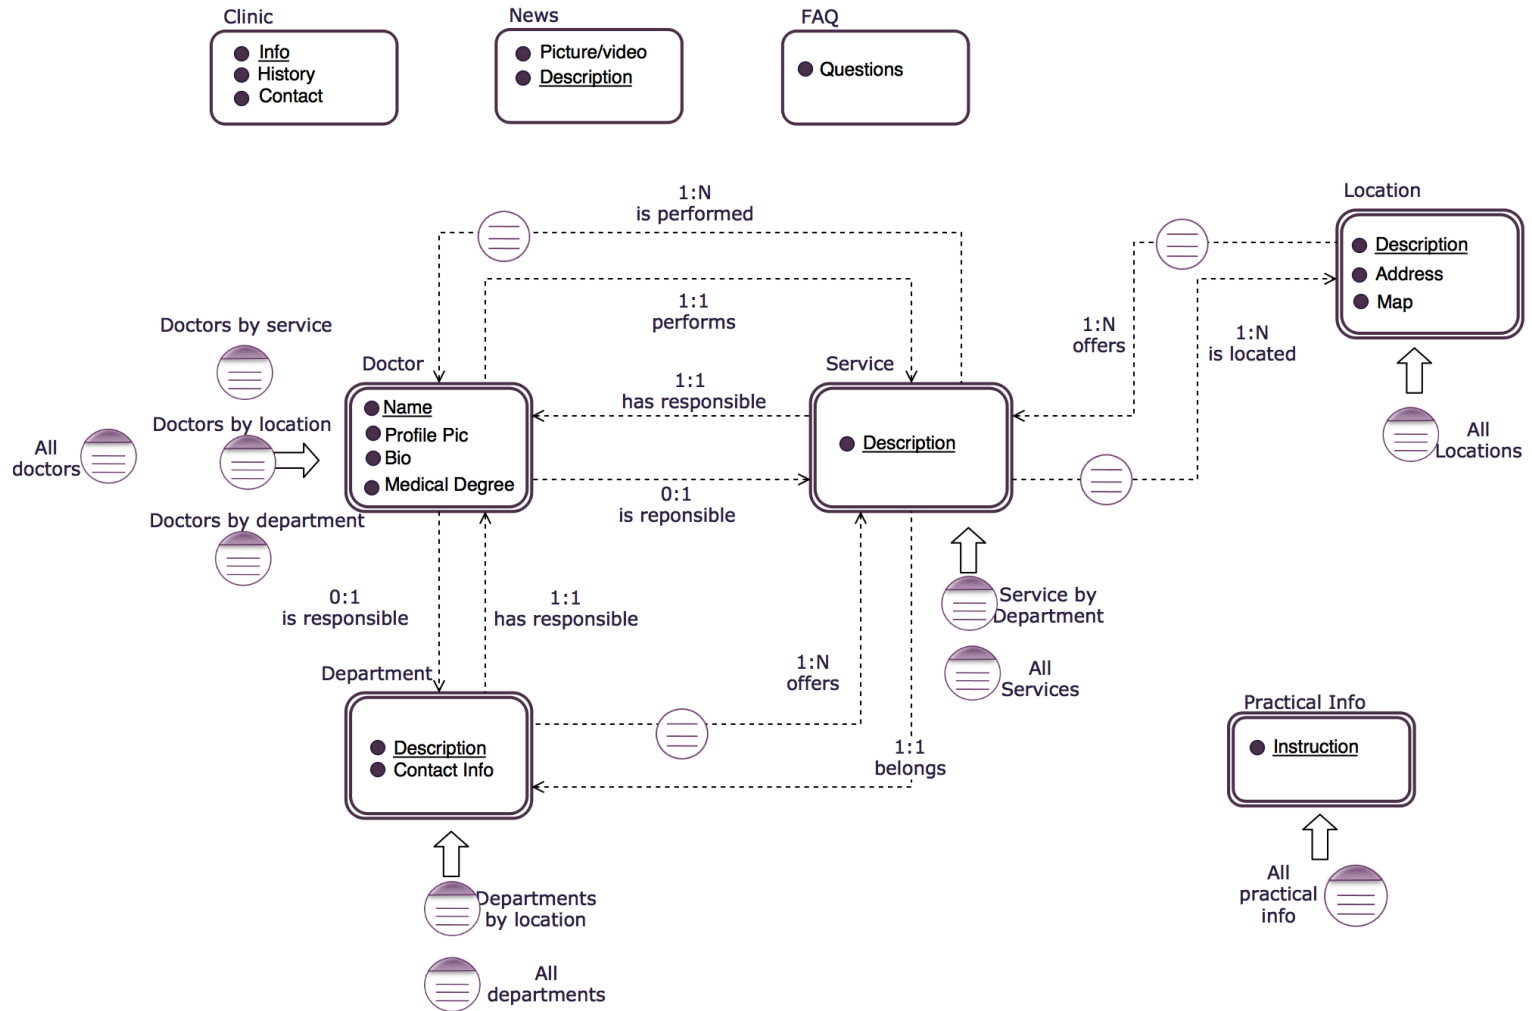 Clinic
Info
History
Contact
News
Picture/video
Description
FAQ
Questions
1:N
is performed
1:1
performs
Location
Description
Address
Map
1:N
offers
1:N
is located
Doctors by service
Doctors by location
All
doctors
Doctors by department
Doctor
Name
Profile Pic
Bio
Medical Degree
1:1
has responsible
0:1
is reponsible
Service
Description
All
Locations
0:1
is responsible
1:1
has responsible
Service by
Department
All
Services
Department
Description
Contact Info
1:N
offers
1:1
belongs
Practical Info
Instruction
All
practical
info
Departments
by location
All
departments